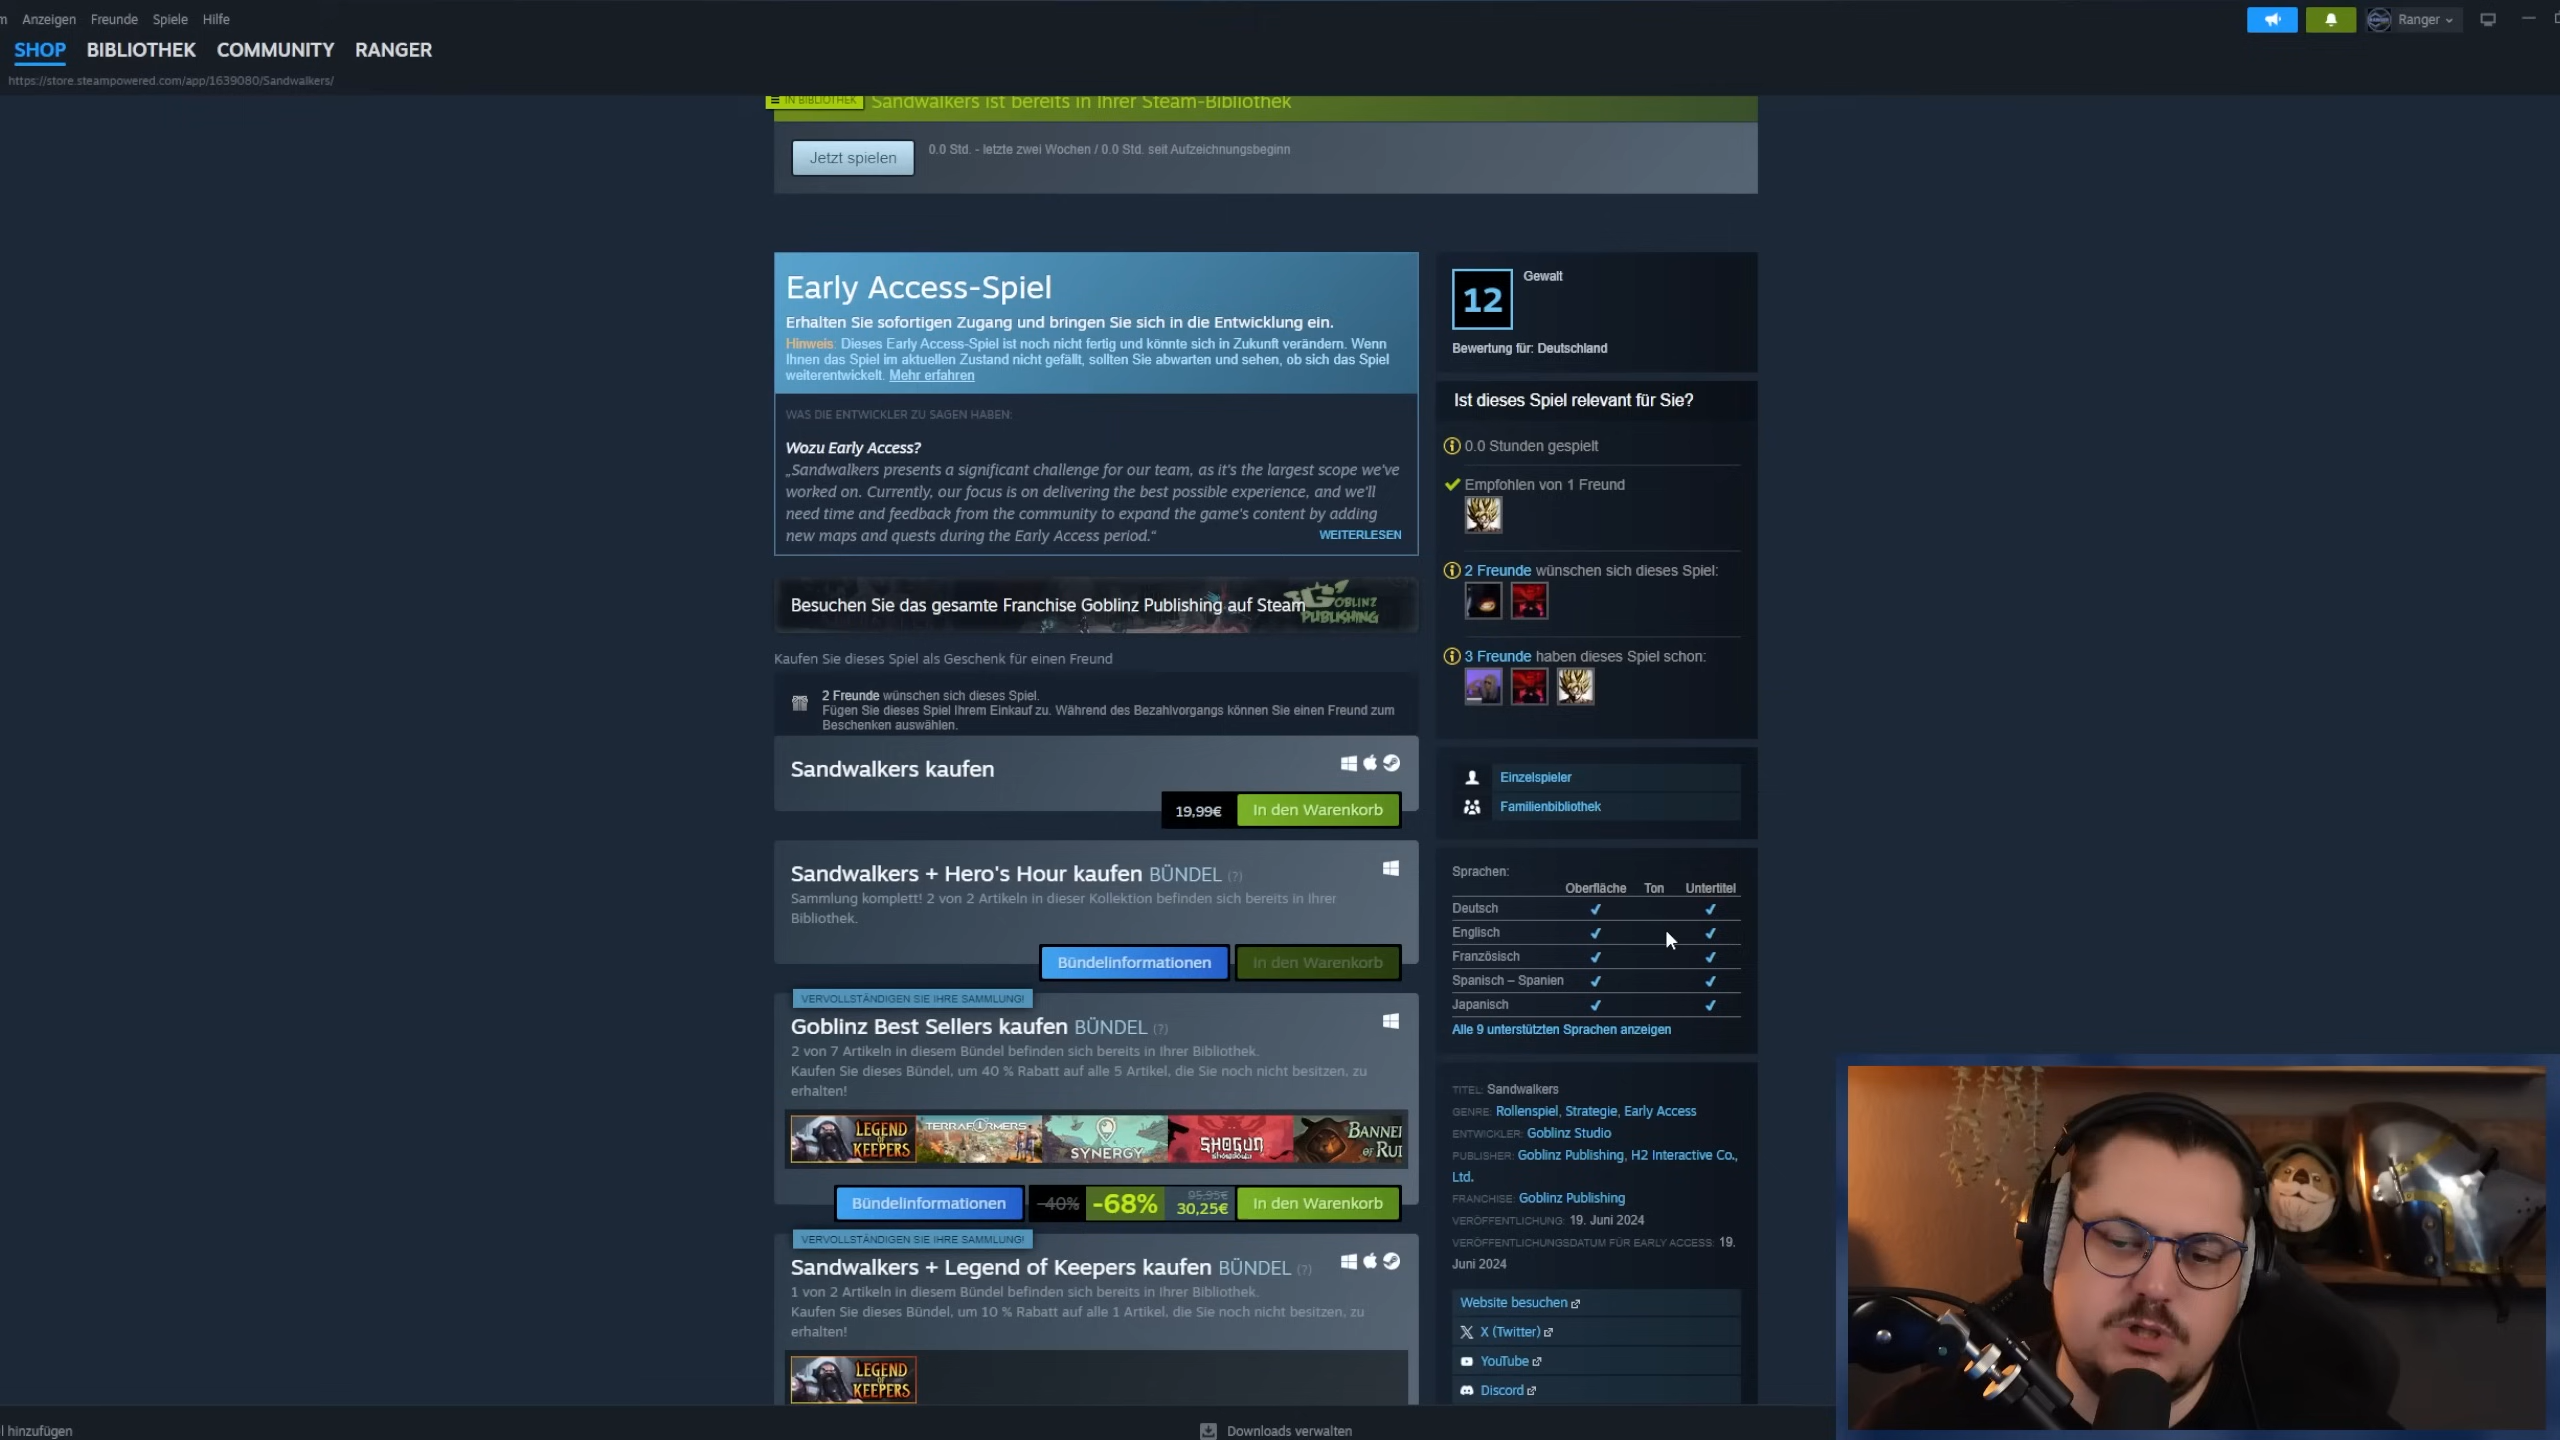 Anzeigen Freunde Spiele Hilfe
Ranger
SHOP BIBLIOTHEK COMMUNITY RANGER
https://store.steampowered.com/app/1639080/Sandwalkers/
IN BIBLIOTHEK Sandwalkers ist bereits in Ihrer Steam-Bibliothek
Jetzt spielen
0.0 Std. - letzte zwei Wochen / 0.0 Std. seit Aufzeichnungsbeginn
Early Access-Spiel
Erhalten Sie sofortigen Zugang und bringen Sie sich in die Entwicklung ein.
Hinweis: Dieses Early Access-Spiel ist noch nicht fertig und könnte sich in Zukunft verändern. Wenn
Ihnen das Spiel im aktuellen Zustand nicht gefällt, sollten Sie abwarten und sehen, ob sich das Spiel
weiterentwickelt. Mehr erfahren
WAS DIE ENTWICKLER ZU SAGEN HABEN:
Wozu Early Access?
„Sandwalkers presents a significant challenge for our team, as it's the largest scope we've
worked on. Currently, our focus is on delivering the best possible experience, and we'll
need time and feedback from the community to expand the game's content by adding
new maps and quests during the Early Access period.“
WEITERLESEN
Besuchen Sie das gesamte Franchise Goblinz Publishing auf Steam
GOBLINZ
PUBLISHING
Kaufen Sie dieses Spiel als Geschenk für einen Freund
2 Freunde wünschen sich dieses Spiel.
Fügen Sie dieses Spiel Ihrem Einkauf zu. Während des Bezahlvorgangs können Sie einen Freund zum
Beschenken auswählen.
Sandwalkers kaufen
19,99€ In den Warenkorb
Sandwalkers + Hero's Hour kaufen BÜNDEL (?)
Sammlung komplett! 2 von 2 Artikeln in dieser Kollektion befinden sich bereits in Ihrer
Bibliothek.
Bündelinformationen In den Warenkorb
VERVOLLSTÄNDIGEN SIE IHRE SAMMLUNG!
Goblinz Best Sellers kaufen BÜNDEL (?)
2 von 7 Artikeln in diesem Bündel befinden sich bereits in Ihrer Bibliothek.
Kaufen Sie dieses Bündel, um 40 % Rabatt auf alle 5 Artikel, die Sie noch nicht besitzen, zu
erhalten!
LEGEND OF KEEPERS TERRAFORMERS SYNERGY SHOGUN SHOWDOWN BANNER OF RUI
Bündelinformationen -40% -68% 95,95€ 30,25€ In den Warenkorb
VERVOLLSTÄNDIGEN SIE IHRE SAMMLUNG!
Sandwalkers + Legend of Keepers kaufen BÜNDEL (?)
1 von 2 Artikeln in diesem Bündel befinden sich bereits in Ihrer Bibliothek.
Kaufen Sie dieses Bündel, um 10 % Rabatt auf alle 1 Artikel, die Sie noch nicht besitzen, zu
erhalten!
LEGEND OF KEEPERS
12
Gewalt
Bewertung für: Deutschland
Ist dieses Spiel relevant für Sie?
0.0 Stunden gespielt
Empfohlen von 1 Freund
2 Freunde wünschen sich dieses Spiel:
3 Freunde haben dieses Spiel schon:
Einzelspieler
Familienbibliothek
Sprachen:
Oberfläche Ton Untertitel
Deutsch ✔ ✔
Englisch ✔ ✔
Französisch ✔ ✔
Spanisch – Spanien ✔ ✔
Japanisch ✔ ✔
Alle 9 unterstützten Sprachen anzeigen
TITEL: Sandwalkers
GENRE: Rollenspiel, Strategie, Early Access
ENTWICKLER: Goblinz Studio
PUBLISHER: Goblinz Publishing, H2 Interactive Co.,
Ltd.
FRANCHISE: Goblinz Publishing
VERÖFFENTLICHUNG: 19. Juni 2024
VERÖFFENTLICHUNGSDATUM FÜR EARLY ACCESS: 19.
Juni 2024
Website besuchen
X (Twitter)
YouTube
Discord
l hinzufügen
Downloads verwalten